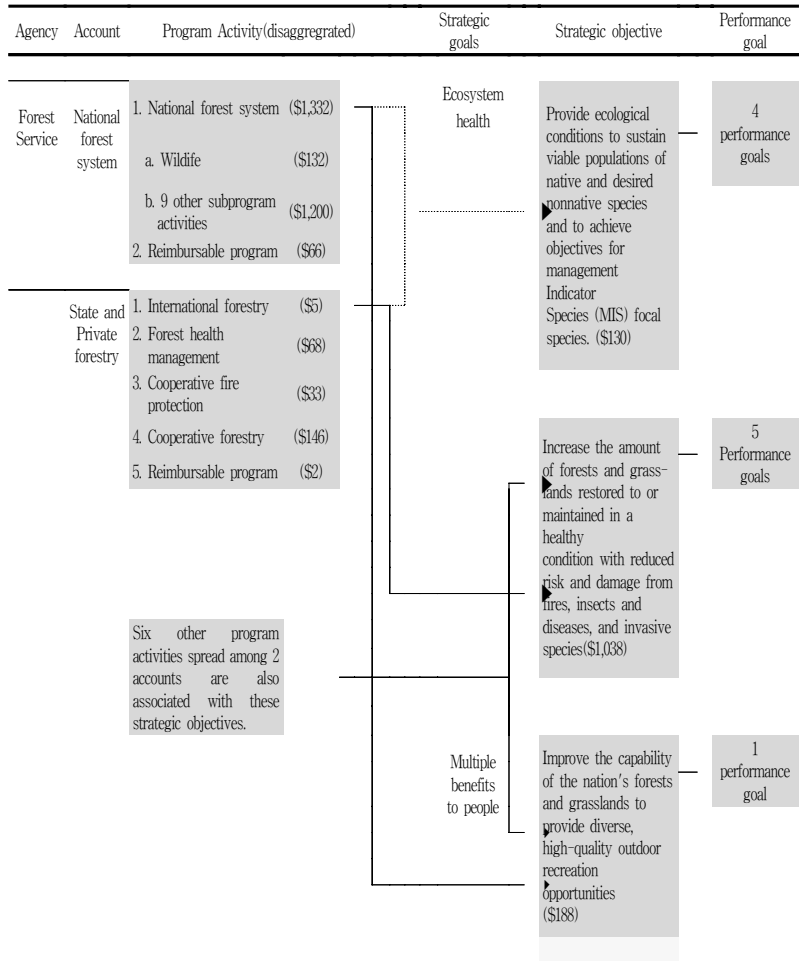 Agency Account Program Activity(disaggregrated) Strategic goals Strategic objective Performance goal
Forest Service
National forest system
1. National forest system ($1,332)
a. Wildife ($132)
b. 9 other subprogram activities ($1,200)
2. Reimbursable program ($66)
Ecosystem
health
Provide ecological
conditions to sustain
viable populations of
native and desired
nonnative species
and to achieve
objectives for
management
Indicator
Species (MIS) focal
species. ($130)
4
performance
goals
State and
Private
forestry
1. International forestry ($5)
2. Forest health
management ($68)
3. Cooperative fire
protection ($33)
4. Cooperative forestry ($146)
5. Reimbursable program ($2)
Increase the amount
of forests and grass-
lands restored to or
maintained in a
healthy
condition with reduced
risk and damage from
fires, insects and
diseases, and invasive
species($1,038)
5
Performance
goals
Six other program
activities spread among 2
accounts are also
associated with these
strategic objectives.
Multiple
benefits
to people
Improve the capability
of the nation's forests
and grasslands to
provide diverse,
high-quality outdoor
recreation
opportunities
($188)
1
performance
goal